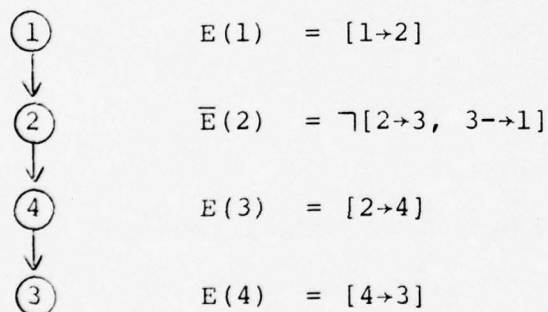 1 E(1) = [1→2]
2 E̅(2) = ¬[2→3, 3-→1]
4 E(3) = [2→4]
3 E(4) = [4→3]